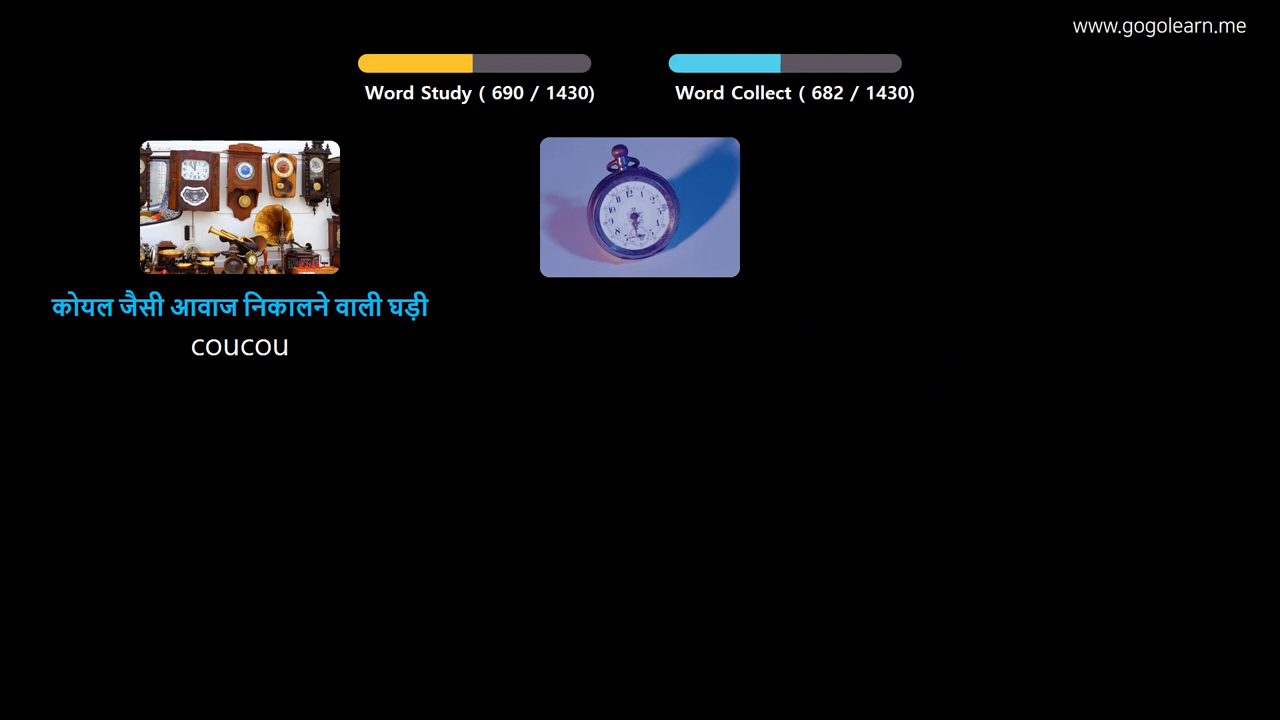 www.gogolearn.me
Word Study ( 690 / 1430)
Word Collect ( 682 / 1430)
कोयल जैसी आवाज निकालने वाली घड़ी
coucou